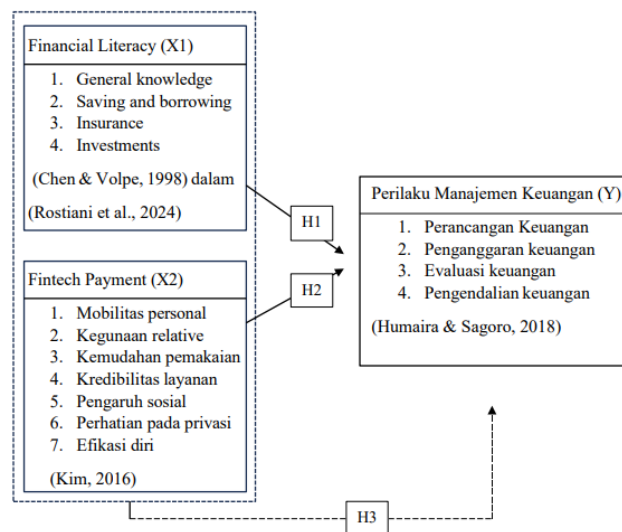 Financial Literacy (X1)
1. General knowledge
2. Saving and borrowing
3. Insurance
4. Investments
(Chen & Volpe, 1998) dalam
(Rostiani et al., 2024)
H1
Perilaku Manajemen Keuangan (Y)
1. Perancangan Keuangan
2. Penganggaran keuangan
3. Evaluasi keuangan
4. Pengendalian keuangan
(Humaira & Sagoro, 2018)
Fintech Payment (X2)
1. Mobilitas personal
2. Kegunaan relative
3. Kemudahan pemakaian
4. Kredibilitas layanan
5. Pengaruh sosial
6. Perhatian pada privasi
7. Efikasi diri
(Kim, 2016)
H2
H3